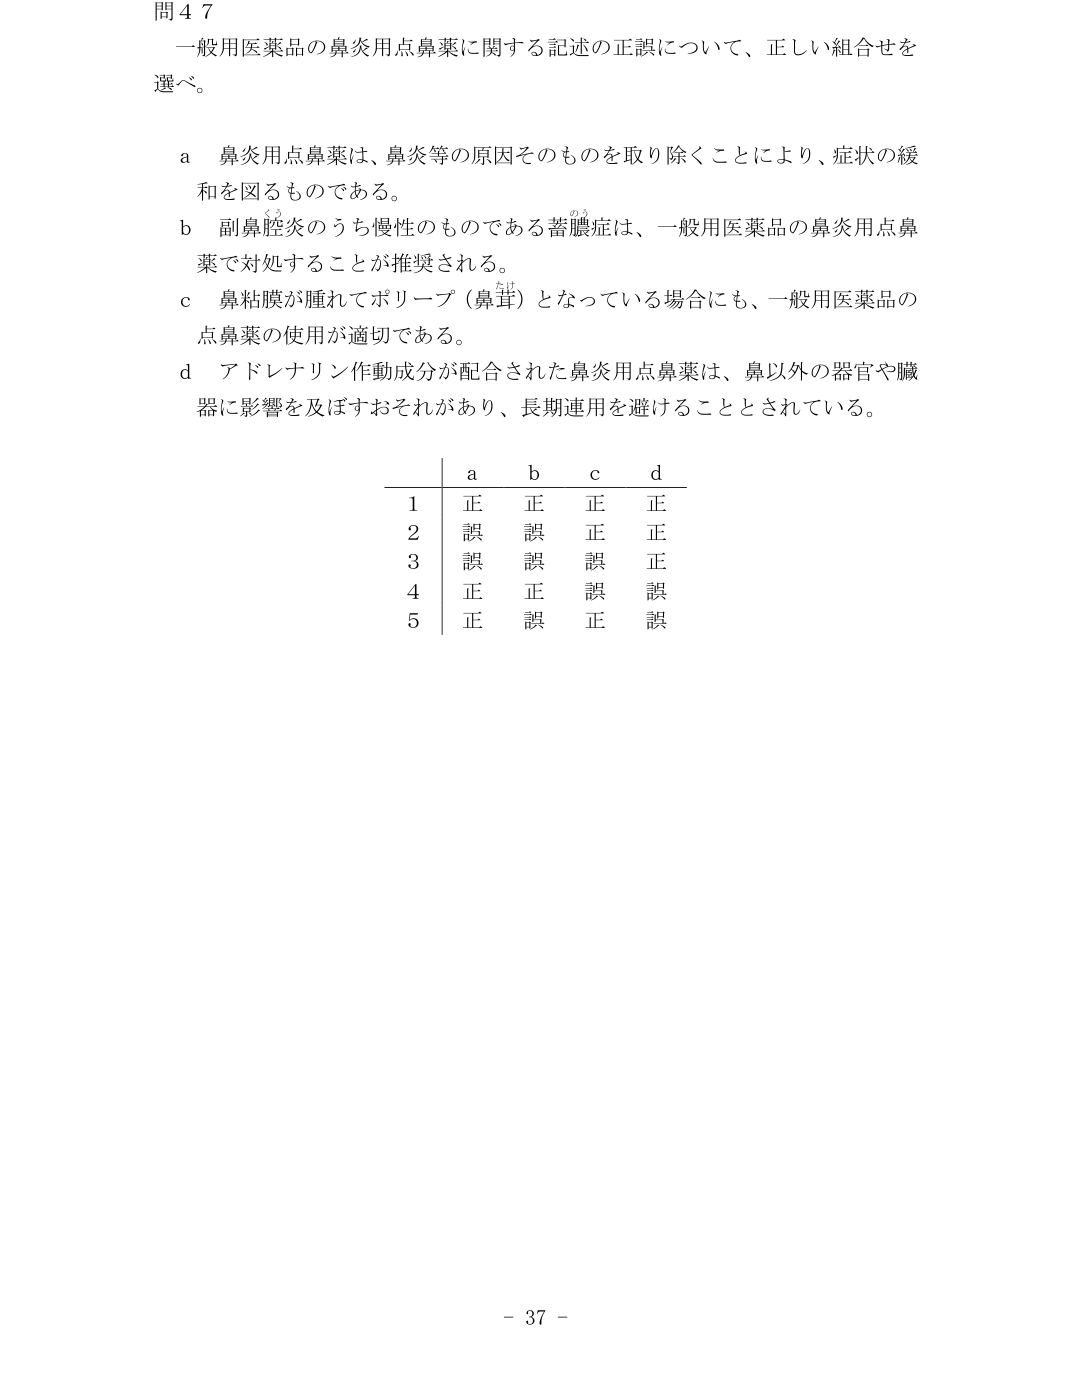 問４７
一般用医薬品の鼻炎用点鼻薬に関する記述の正誤について、正しい組合せを
選べ。
a　鼻炎用点鼻薬は、鼻炎等の原因そのものを取り除くことにより、症状の緩
和を図るものである。
くう　のう
b　副鼻腔炎のうち慢性のものである蓄膿症は、一般用医薬品の鼻炎用点鼻
薬で対処することが推奨される。
たけ
c　鼻粘膜が腫れてポリープ（鼻茸）となっている場合にも、一般用医薬品の
点鼻薬の使用が適切である。
d　アドレナリン作動成分が配合された鼻炎用点鼻薬は、鼻以外の器官や臓
器に影響を及ぼすおそれがあり、長期連用を避けることとされている。
a b c d
1 正 正 正 正
2 誤 誤 正 正
3 誤 誤 誤 正
4 正 正 誤 誤
5 正 誤 正 誤
- 37 -